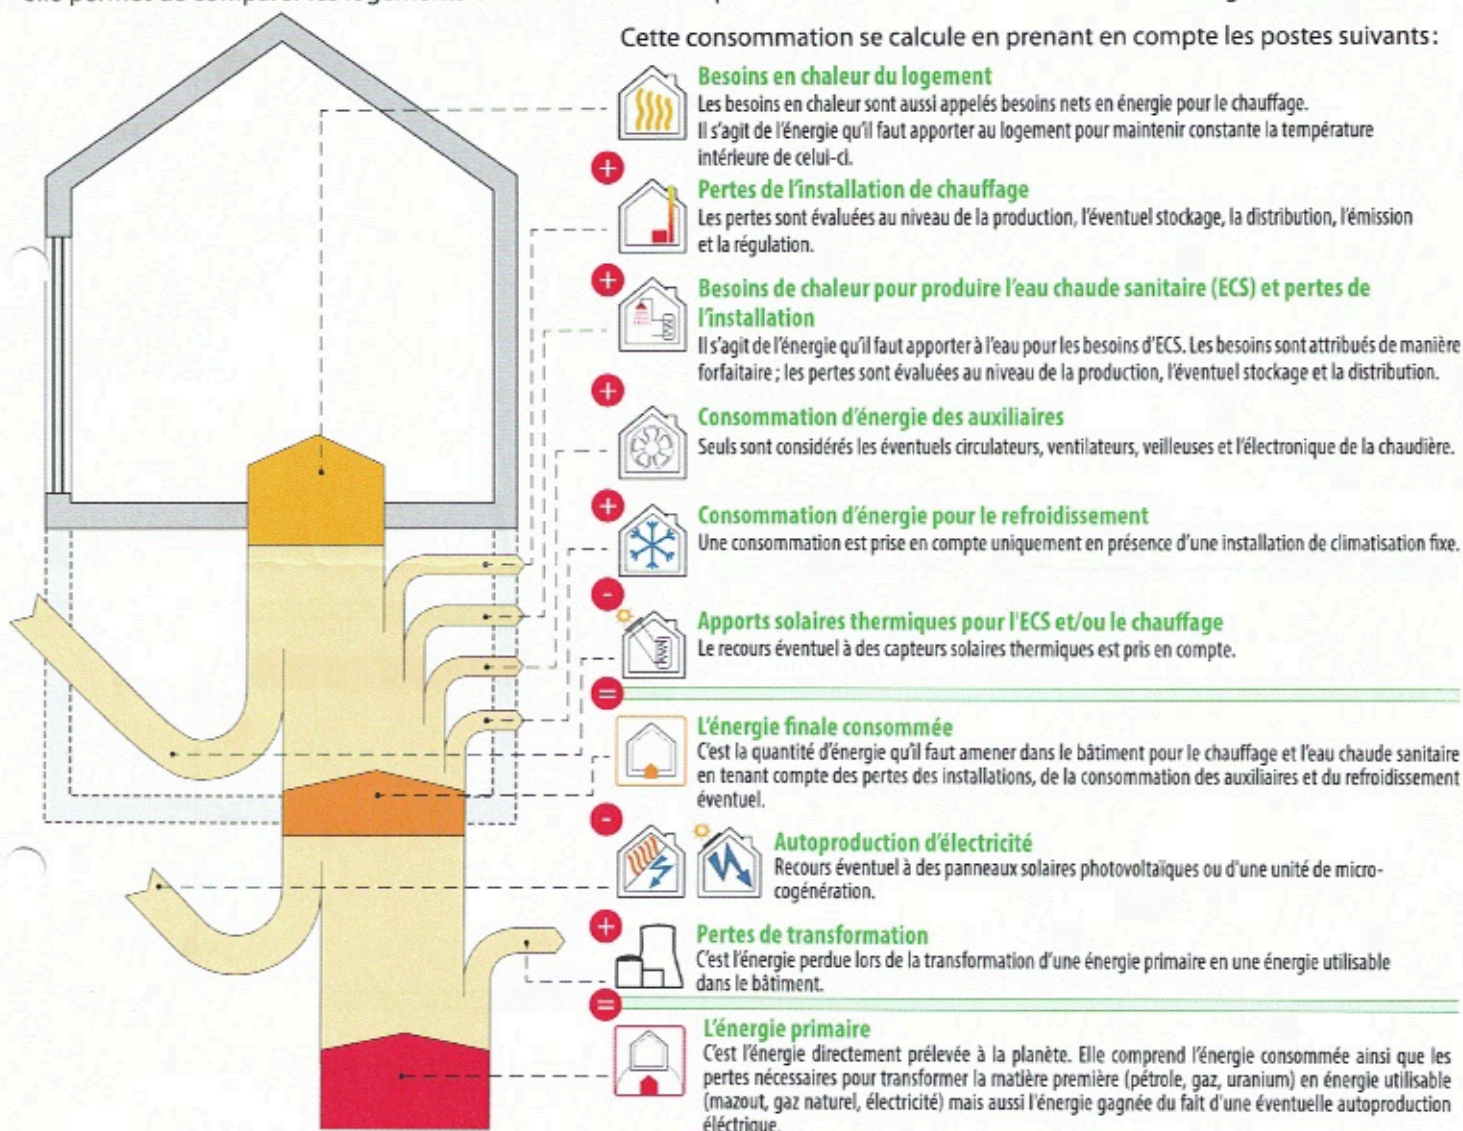 Cette consommation se calcule en prenant en compte les postes suivants:
Besoins en chaleur du logement
Les besoins en chaleur sont aussi appelés besoins nets en énergie pour le chauffage.
Il s'agit de l'énergie qu'il faut apporter au logement pour maintenir constante la température
intérieure de celui-ci.
+
Pertes de l'installation de chauffage
Les pertes sont évaluées au niveau de la production, l'éventuel stockage, la distribution, l'émission
et la régulation.
+
Besoins de chaleur pour produire l'eau chaude sanitaire (ECS) et pertes de
l'installation
Il s'agit de l'énergie qu'il faut apporter à l'eau pour les besoins d'ECS. Les besoins sont attribués de manière
forfaitaire ; les pertes sont évaluées au niveau de la production, l'éventuel stockage et la distribution.
+
Consommation d'énergie des auxiliaires
Seuls sont considérés les éventuels circulateurs, ventilateurs, veilleuses et l'électronique de la chaudière.
+
Consommation d'énergie pour le refroidissement
Une consommation est prise en compte uniquement en présence d'une installation de climatisation fixe.
-
Apports solaires thermiques pour l'ECS et/ou le chauffage
Le recours éventuel à des capteurs solaires thermiques est pris en compte.
=
L'énergie finale consommée
C'est la quantité d'énergie qu'il faut amener dans le bâtiment pour le chauffage et l'eau chaude sanitaire
en tenant compte des pertes des installations, de la consommation des auxiliaires et du refroidissement
éventuel.
-
Autoproduction d'électricité
Recours éventuel à des panneaux solaires photovoltaïques ou d'une unité de micro-
cogénération.
+
Pertes de transformation
C'est l'énergie perdue lors de la transformation d'une énergie primaire en une énergie utilisable
dans le bâtiment.
=
L'énergie primaire
C'est l'énergie directement prélevée à la planète. Elle comprend l'énergie consommée ainsi que les
pertes nécessaires pour transformer la matière première (pétrole, gaz, uranium) en énergie utilisable
(mazout, gaz naturel, électricité) mais aussi l'énergie gagnée du fait d'une éventuelle autoproduction
éléctrique.